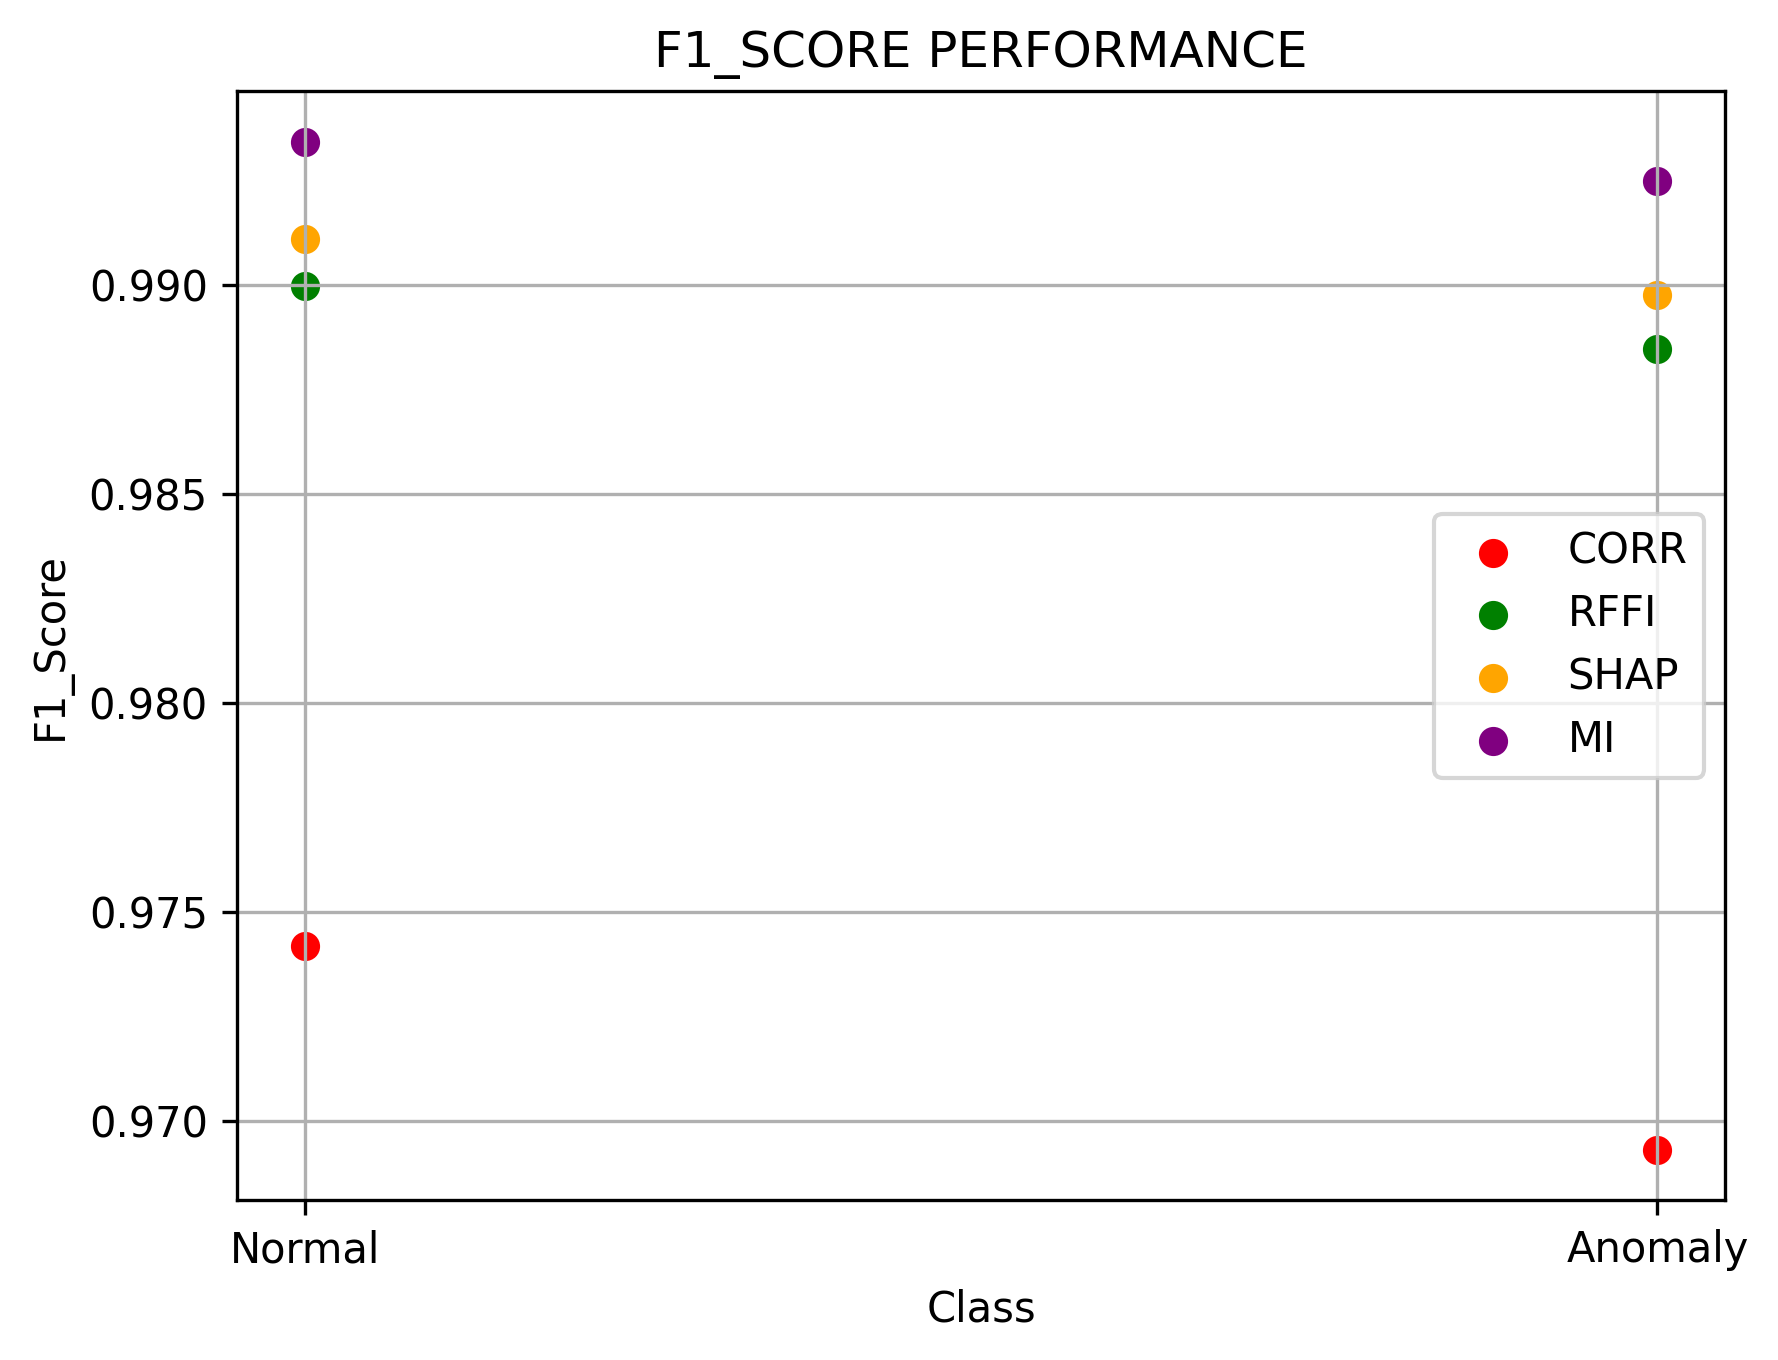 F1_SCORE PERFORMANCE
F1_Score
0.990
0.985
0.980
0.975
0.970
CORR
RFFI
SHAP
MI
Normal
Anomaly
Class